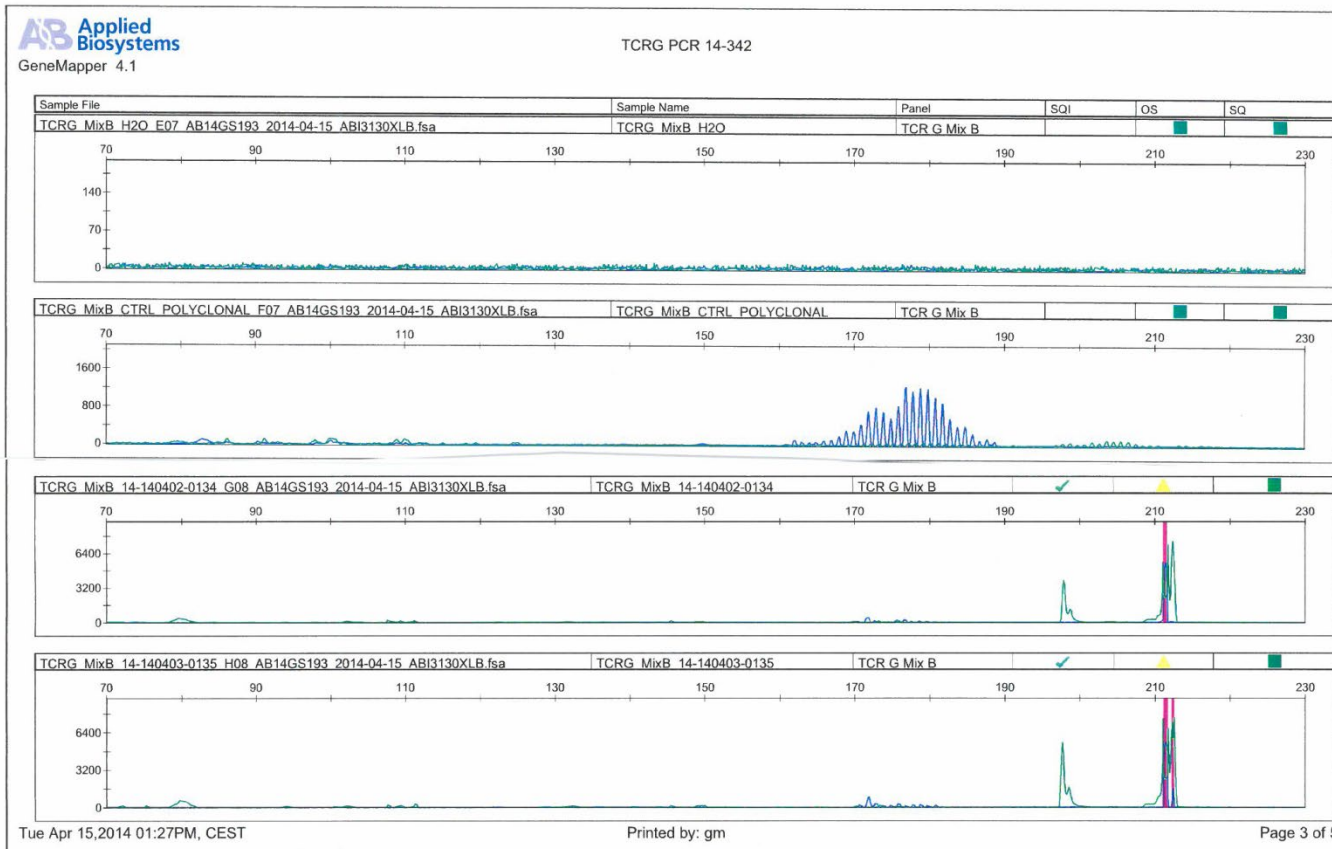 AB Applied
Biosystems
GeneMapper 4.1
TCRG PCR 14-342
Sample File Sample Name Panel SQI OS SQ
TCRG_MixB_H2O_E07_AB14GS193_2014-04-15_ABI3130XLB.fsa TCRG_MixB_H2O TCR G Mix B
70 90 110 130 150 170 190 210 230
140
70
0
TCRG_MixB_CTRL_POLYCLONAL_F07_AB14GS193_2014-04-15_ABI3130XLB.fsa TCRG_MixB_CTRL_POLYCLONAL TCR G Mix B
70 90 110 130 150 170 190 210 230
1600
800
0
TCRG_MixB_14-140402-0134_G08_AB14GS193_2014-04-15_ABI3130XLB.fsa TCRG_MixB_14-140402-0134 TCR G Mix B
70 90 110 130 150 170 190 210 230
6400
3200
0
TCRG_MixB_14-140403-0135_H08_AB14GS193_2014-04-15_ABI3130XLB.fsa TCRG_MixB_14-140403-0135 TCR G Mix B
70 90 110 130 150 170 190 210 230
6400
3200
0
Tue Apr 15,2014 01:27PM, CEST Printed by: gm Page 3 of 5